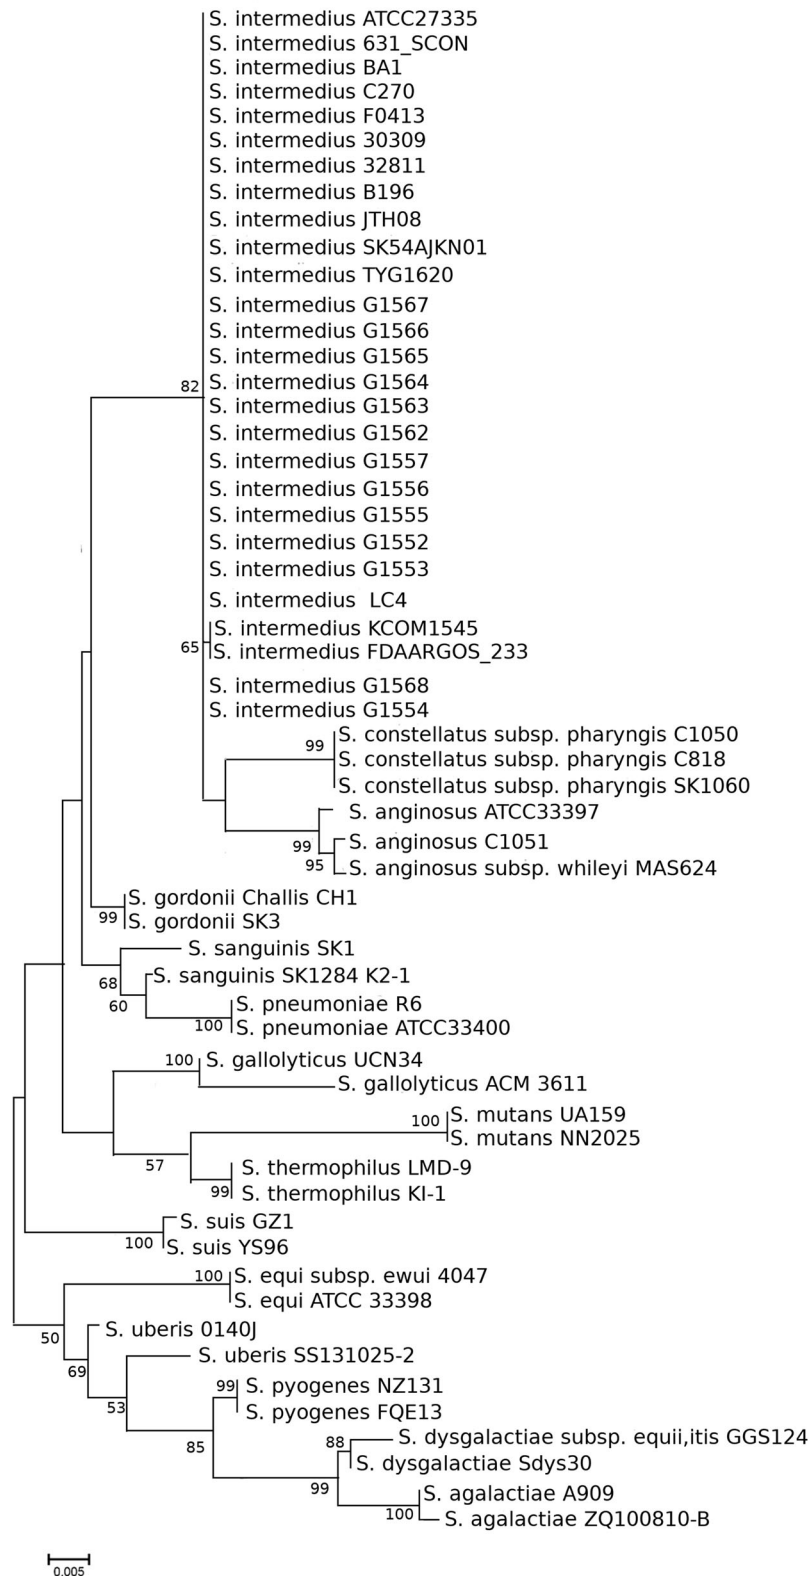 S. intermedius ATCC27335
S. intermedius 631_SCON
S. intermedius BA1
S. intermedius C270
S. intermedius F0413
S. intermedius 30309
S. intermedius 32811
S. intermedius B196
S. intermedius JTH08
S. intermedius SK54AJKN01
S. intermedius TYG1620
S. intermedius G1567
S. intermedius G1566
S. intermedius G1565
82 S. intermedius G1564
S. intermedius G1563
S. intermedius G1562
S. intermedius G1557
S. intermedius G1556
S. intermedius G1555
S. intermedius G1552
S. intermedius G1553
S. intermedius LC4
S. intermedius KCOM1545
65 S. intermedius FDAARGOS_233
S. intermedius G1568
S. intermedius G1554
S. constellatus subsp. pharyngis C1050
99
S. constellatus subsp. pharyngis C818
S. constellatus subsp. pharyngis SK1060
S. anginosus ATCC33397
99 S. anginosus C1051
95 S. anginosus subsp. whileyi MAS624
S. gordonii Challis CH1
99 S. gordonii SK3
S. sanguinis SK1
68 S. sanguinis SK1284 K2-1
60 S. pneumoniae R6
100 S. pneumoniae ATCC33400
100 S. gallolyticus UCN34
S. gallolyticus ACM 3611
100 S. mutans UA159
S. mutans NN2025
57 S. thermophilus LMD-9
99 S. thermophilus KI-1
S. suis GZ1
100 S. suis YS96
100 S. equi subsp. ewui 4047
S. equi ATCC 33398
50 S. uberis 0140J
S. uberis SS131025-2
69
99 S. pyogenes NZ131
53 S. pyogenes FQE13
85 88 S. dysgalactiae subsp. equii,itis GGS124
S. dysgalactiae Sdys30
99 S. agalactiae A909
100 S. agalactiae ZQ100810-B
0.005